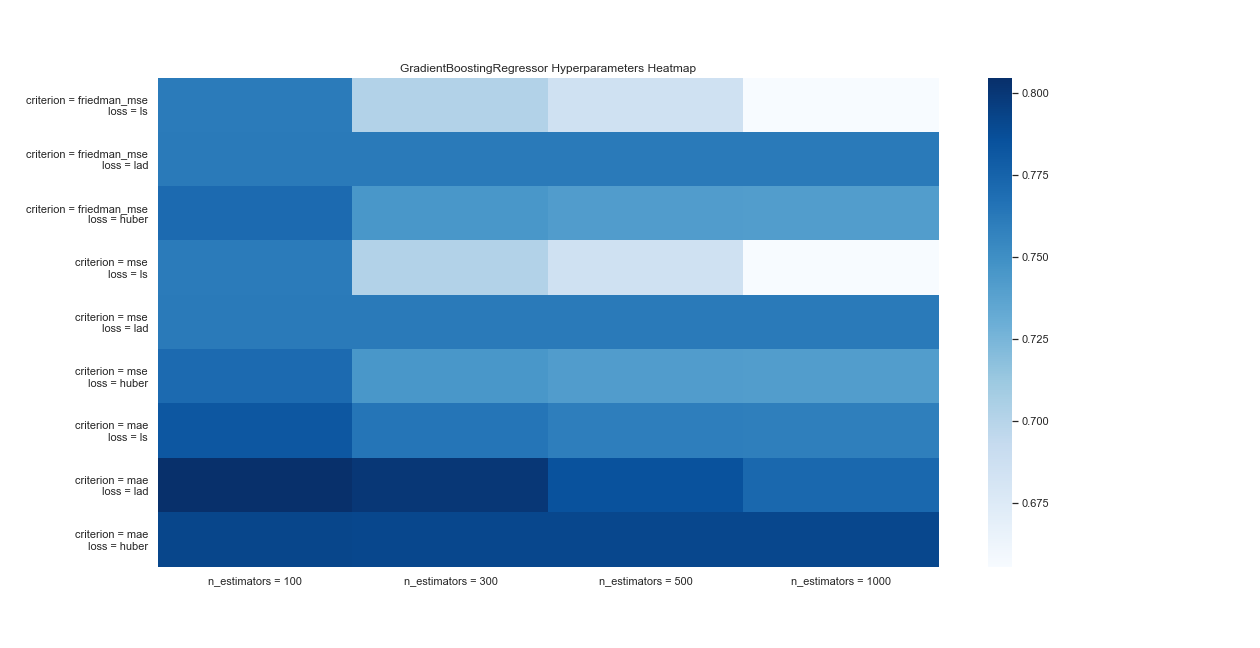 GradientBoostingRegressor Hyperparameters Heatmap
criterion = friedman_mse
loss = ls
criterion = friedman_mse
loss = lad
criterion = friedman_mse
loss = huber
criterion = mse
loss = ls
criterion = mse
loss = lad
criterion = mse
loss = huber
criterion = mae
loss = ls
criterion = mae
loss = lad
criterion = mae
loss = huber
n_estimators = 100
n_estimators = 300
n_estimators = 500
n_estimators = 1000
0.800
0.775
0.750
0.725
0.700
0.675